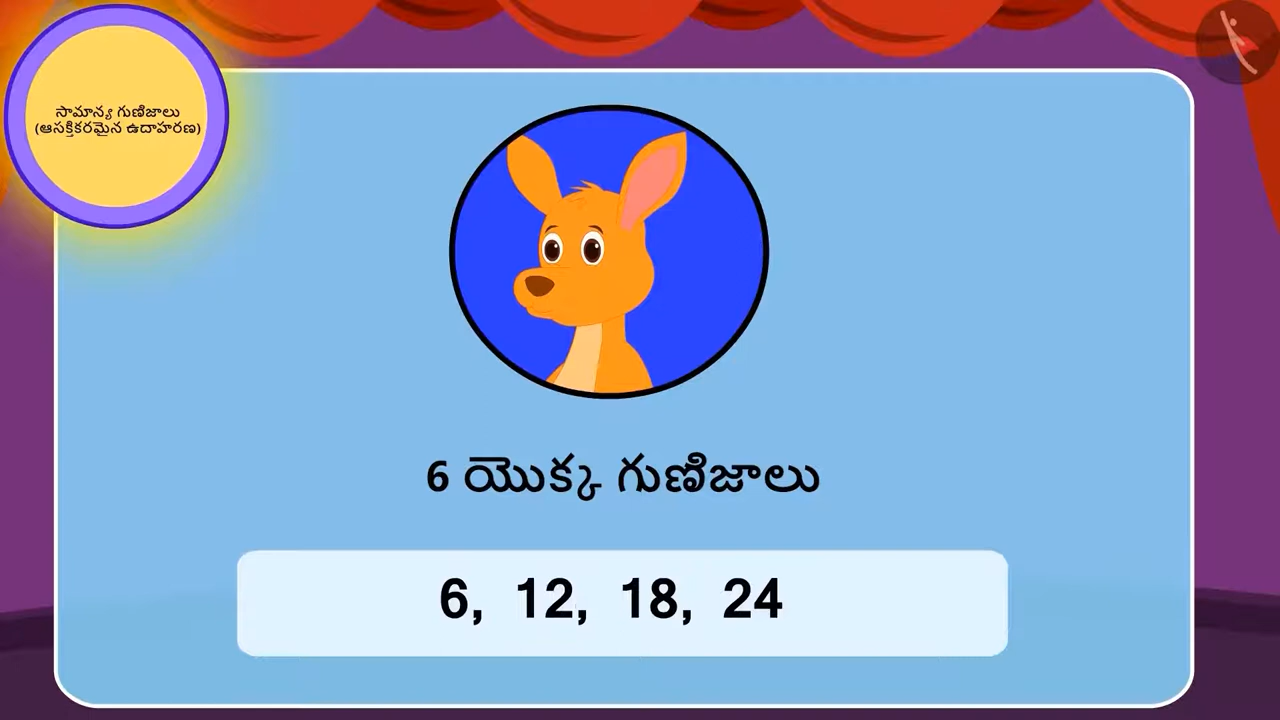 సామాన్య గుణిజాలు
(ఆసక్తికరమైన ఉదాహరణ)
6 యొక్క గుణిజాలు
6, 12, 18, 24